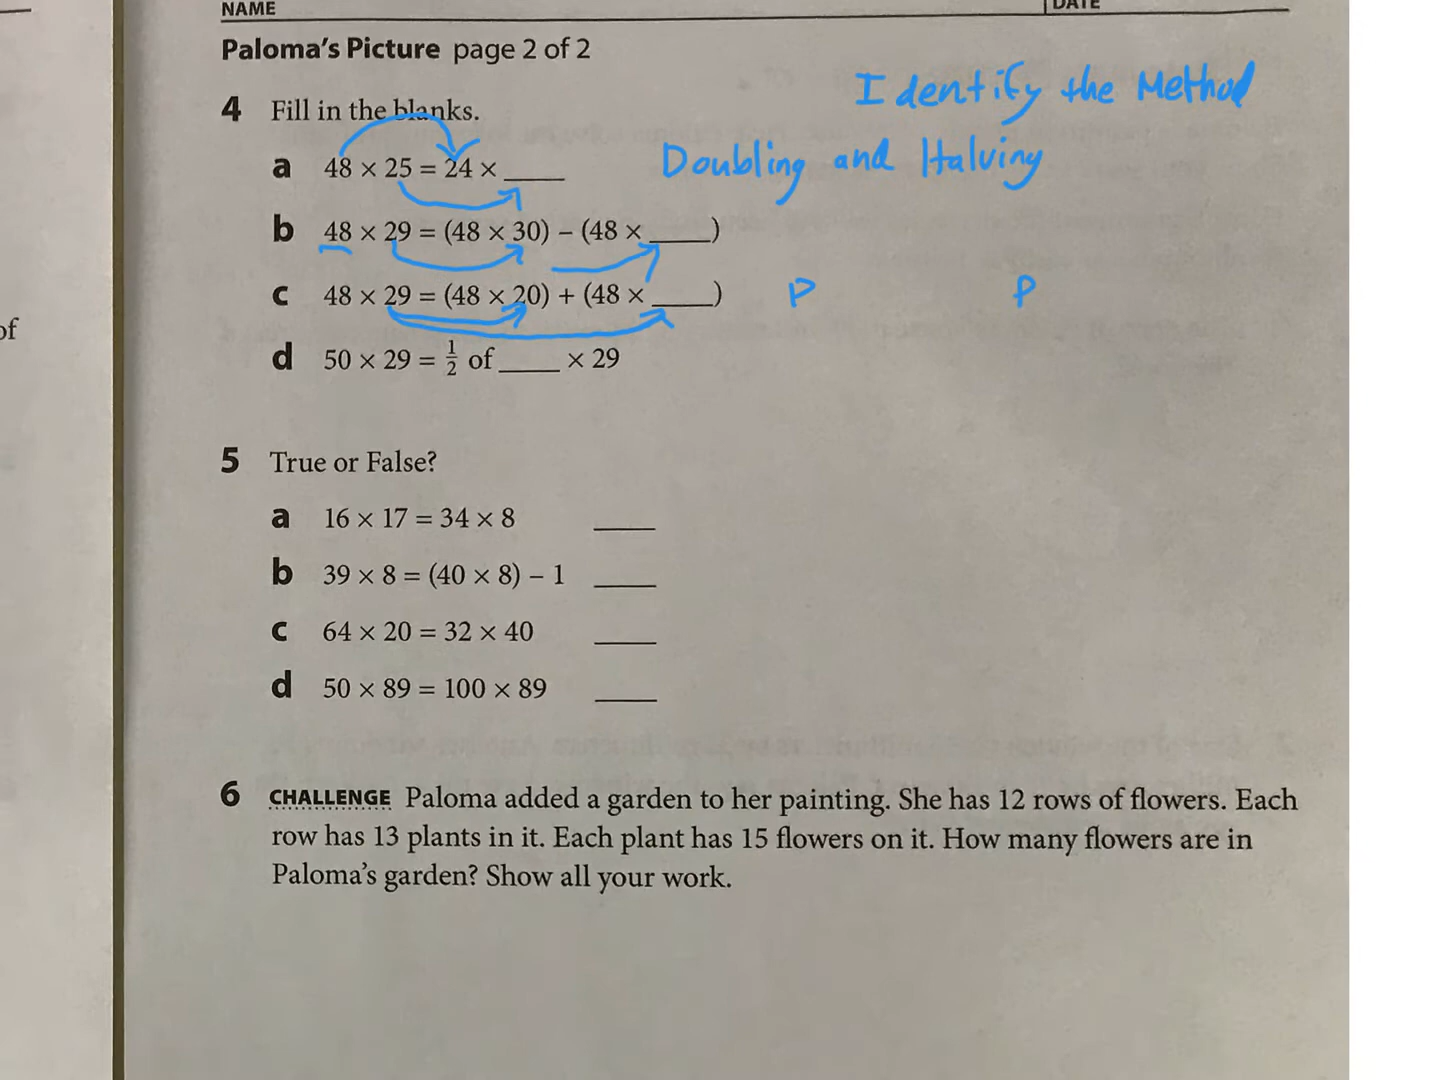 NAME DATE
Paloma's Picture page 2 of 2
Identify the Method
4 Fill in the blanks.
a 48 × 25 = 24 × ____
Doubling and Halving
b 48 × 29 = (48 × 30) – (48 × ____)
c 48 × 29 = (48 × 20) + (48 × ____) P P
of
d 50 × 29 = 1/2 of ____ × 29
5 True or False?
a 16 × 17 = 34 × 8 ____
b 39 × 8 = (40 × 8) – 1 ____
c 64 × 20 = 32 × 40 ____
d 50 × 89 = 100 × 89 ____
6 CHALLENGE Paloma added a garden to her painting. She has 12 rows of flowers. Each
row has 13 plants in it. Each plant has 15 flowers on it. How many flowers are in
Paloma's garden? Show all your work.